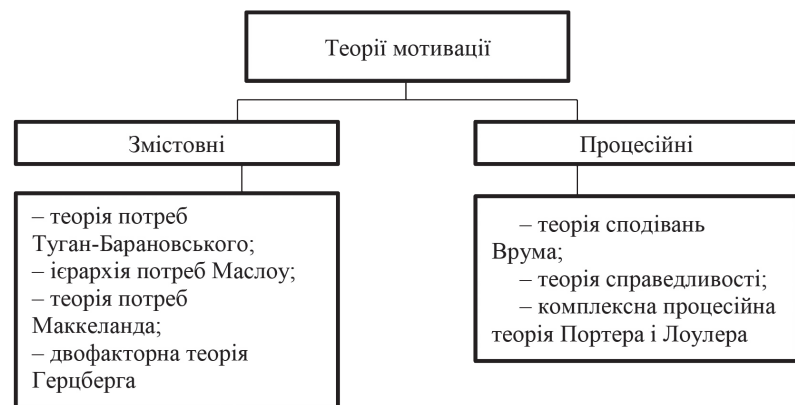 Теорії мотивації
Змістовні
Процесійні
– теорія потреб
Туган-Барановського;
– ієрархія потреб Маслоу;
– теорія потреб
Маккеланда;
– двофакторна теорія
Герцберга
– теорія сподівань
Врума;
– теорія справедливості;
– комплексна процесійна
теорія Портера і Лоулера